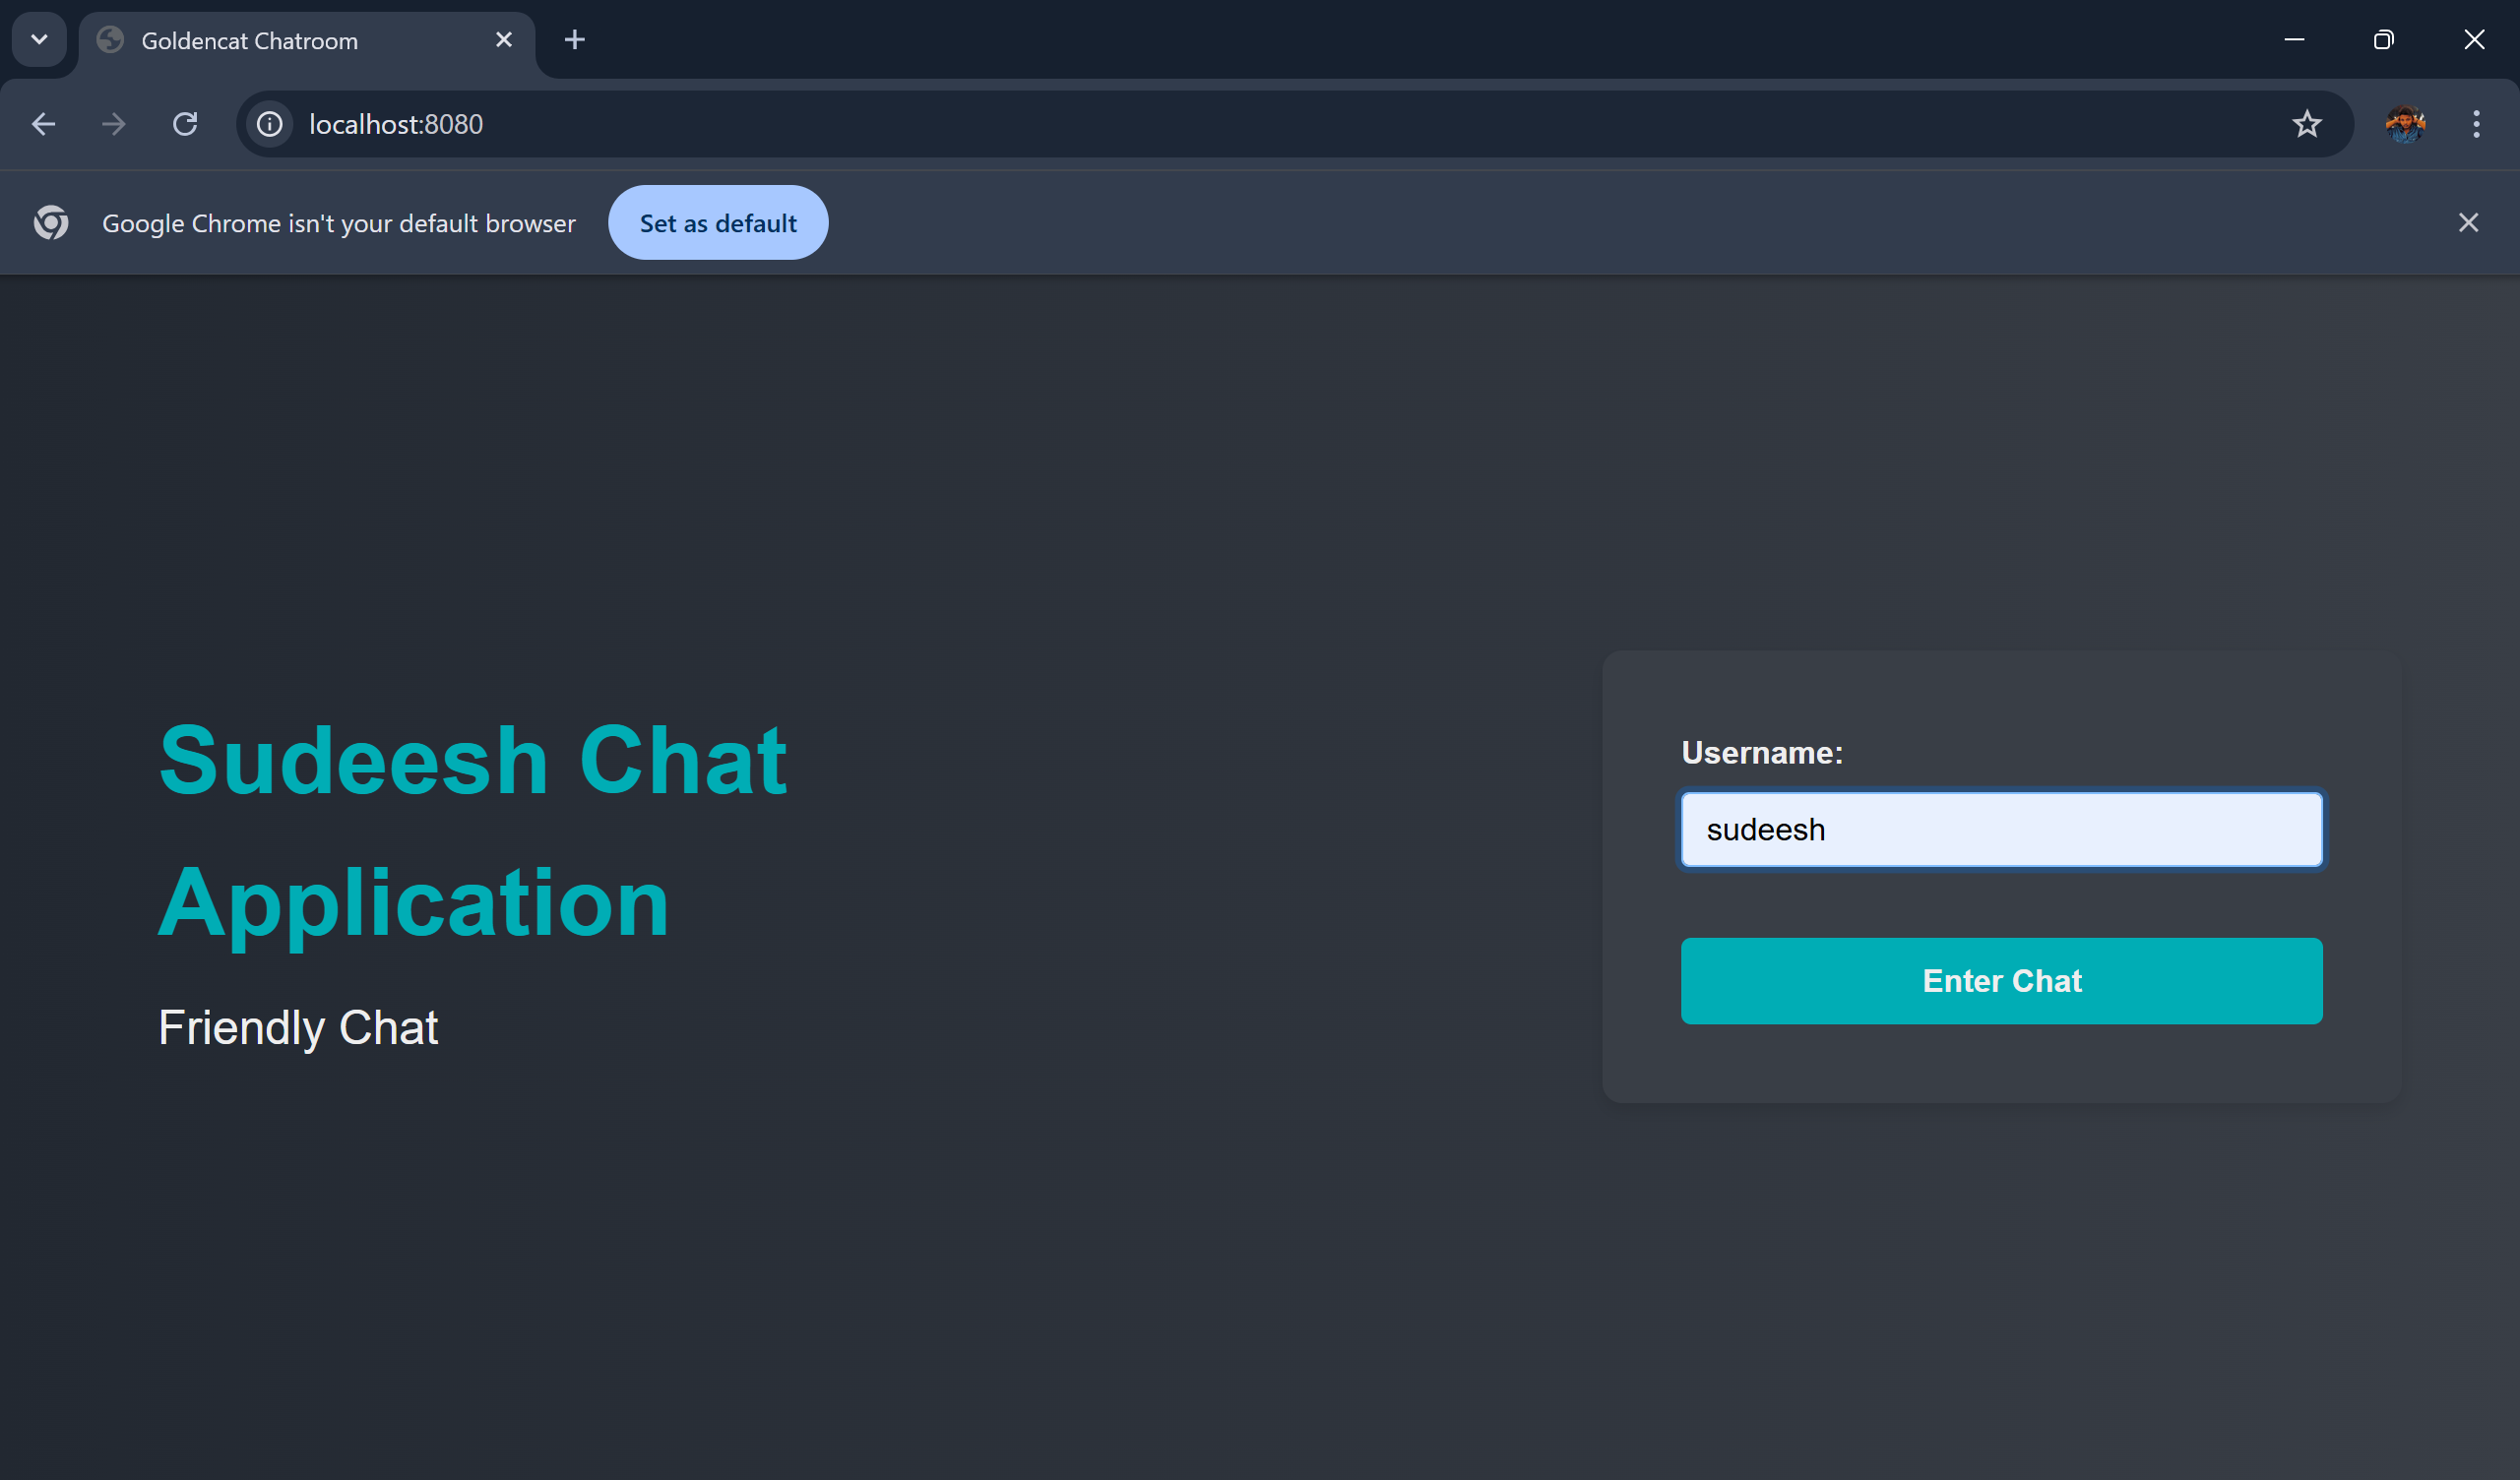 Goldencat Chatroom
localhost:8080
Google Chrome isn't your default browser Set as default
Sudeesh Chat
Application
Friendly Chat
Username:
sudeesh
Enter Chat